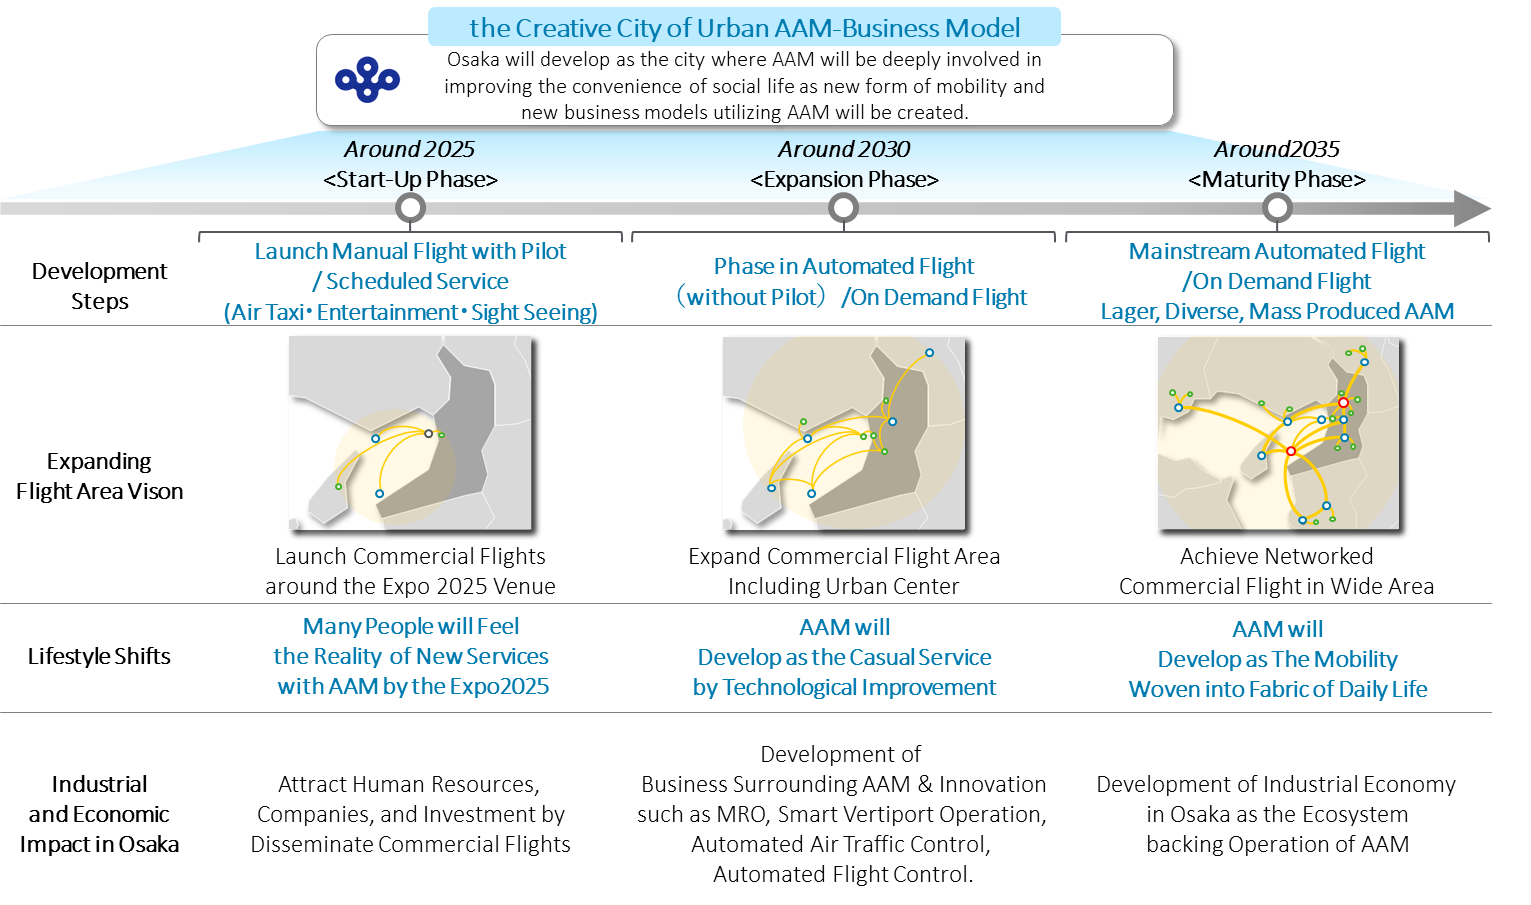 the Creative City of Urban AAM-Business Model
Osaka will develop as the city where AAM will be deeply involved in
improving the convenience of social life as new form of mobility and
new business models utilizing AAM will be created.
Around 2025
<Start-Up Phase>
Around 2030
<Expansion Phase>
Around2035
<Maturity Phase>
Development
Steps
Launch Manual Flight with Pilot
/ Scheduled Service
(Air Taxi・Entertainment・Sight Seeing)
Phase in Automated Flight
（without Pilot）/On Demand Flight
Mainstream Automated Flight
/On Demand Flight
Lager, Diverse, Mass Produced AAM
Expanding
Flight Area Vison
Launch Commercial Flights
around the Expo 2025 Venue
Expand Commercial Flight Area
Including Urban Center
Achieve Networked
Commercial Flight in Wide Area
Lifestyle Shifts
Many People will Feel
the Reality of New Services
with AAM by the Expo2025
AAM will
Develop as the Casual Service
by Technological Improvement
AAM will
Develop as The Mobility
Woven into Fabric of Daily Life
Industrial
and Economic
Impact in Osaka
Attract Human Resources,
Companies, and Investment by
Disseminate Commercial Flights
Development of
Business Surrounding AAM & Innovation
such as MRO, Smart Vertiport Operation,
Automated Air Traffic Control,
Automated Flight Control.
Development of Industrial Economy
in Osaka as the Ecosystem
backing Operation of AAM